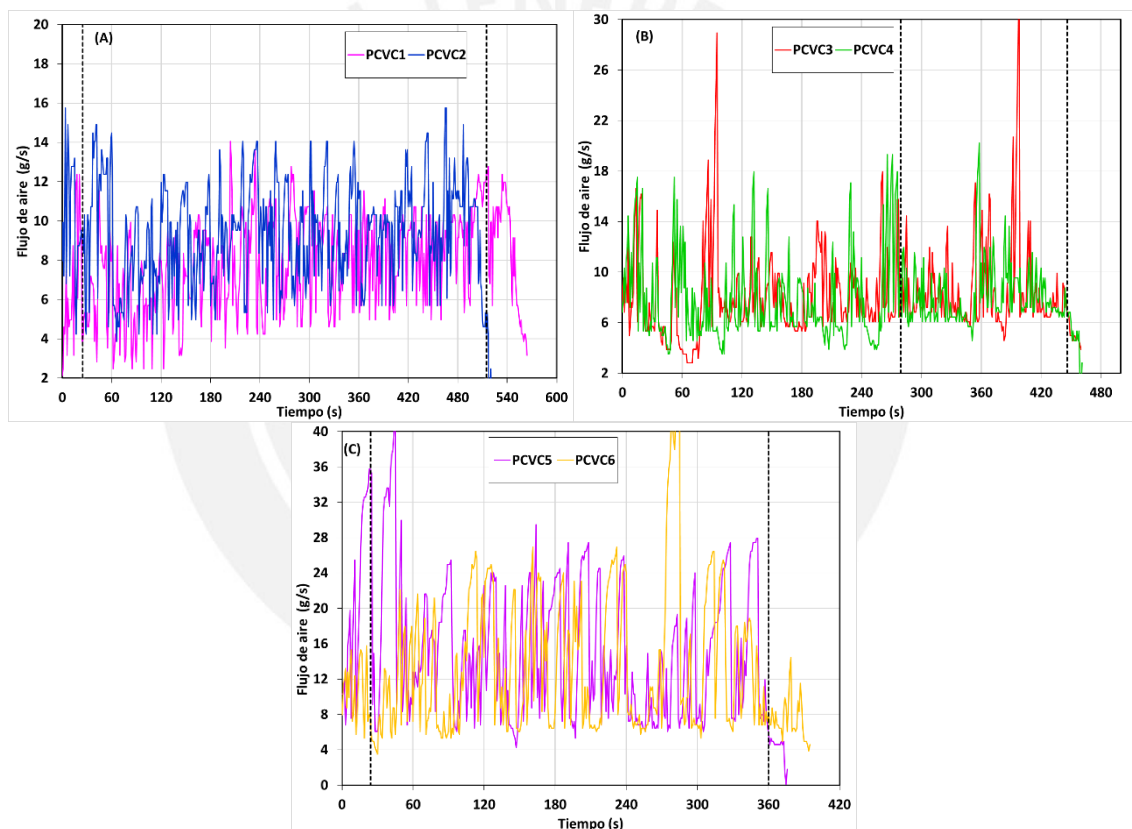 (A)
PCVC1 PCVC2
Flujo de aire (g/s)
20
18
16
14
12
10
8
6
4
2
0 60 120 180 240 300 360 420 480 540 600
Tiempo (s)
(B)
PCVC3 PCVC4
Flujo de aire (g/s)
30
26
22
18
14
10
6
2
0 60 120 180 240 300 360 420 480
Tiempo (s)
(C)
PCVC5 PCVC6
Flujo de aire (g/s)
40
36
32
28
24
20
16
12
8
4
0
0 60 120 180 240 300 360 420
Tiempo (s)